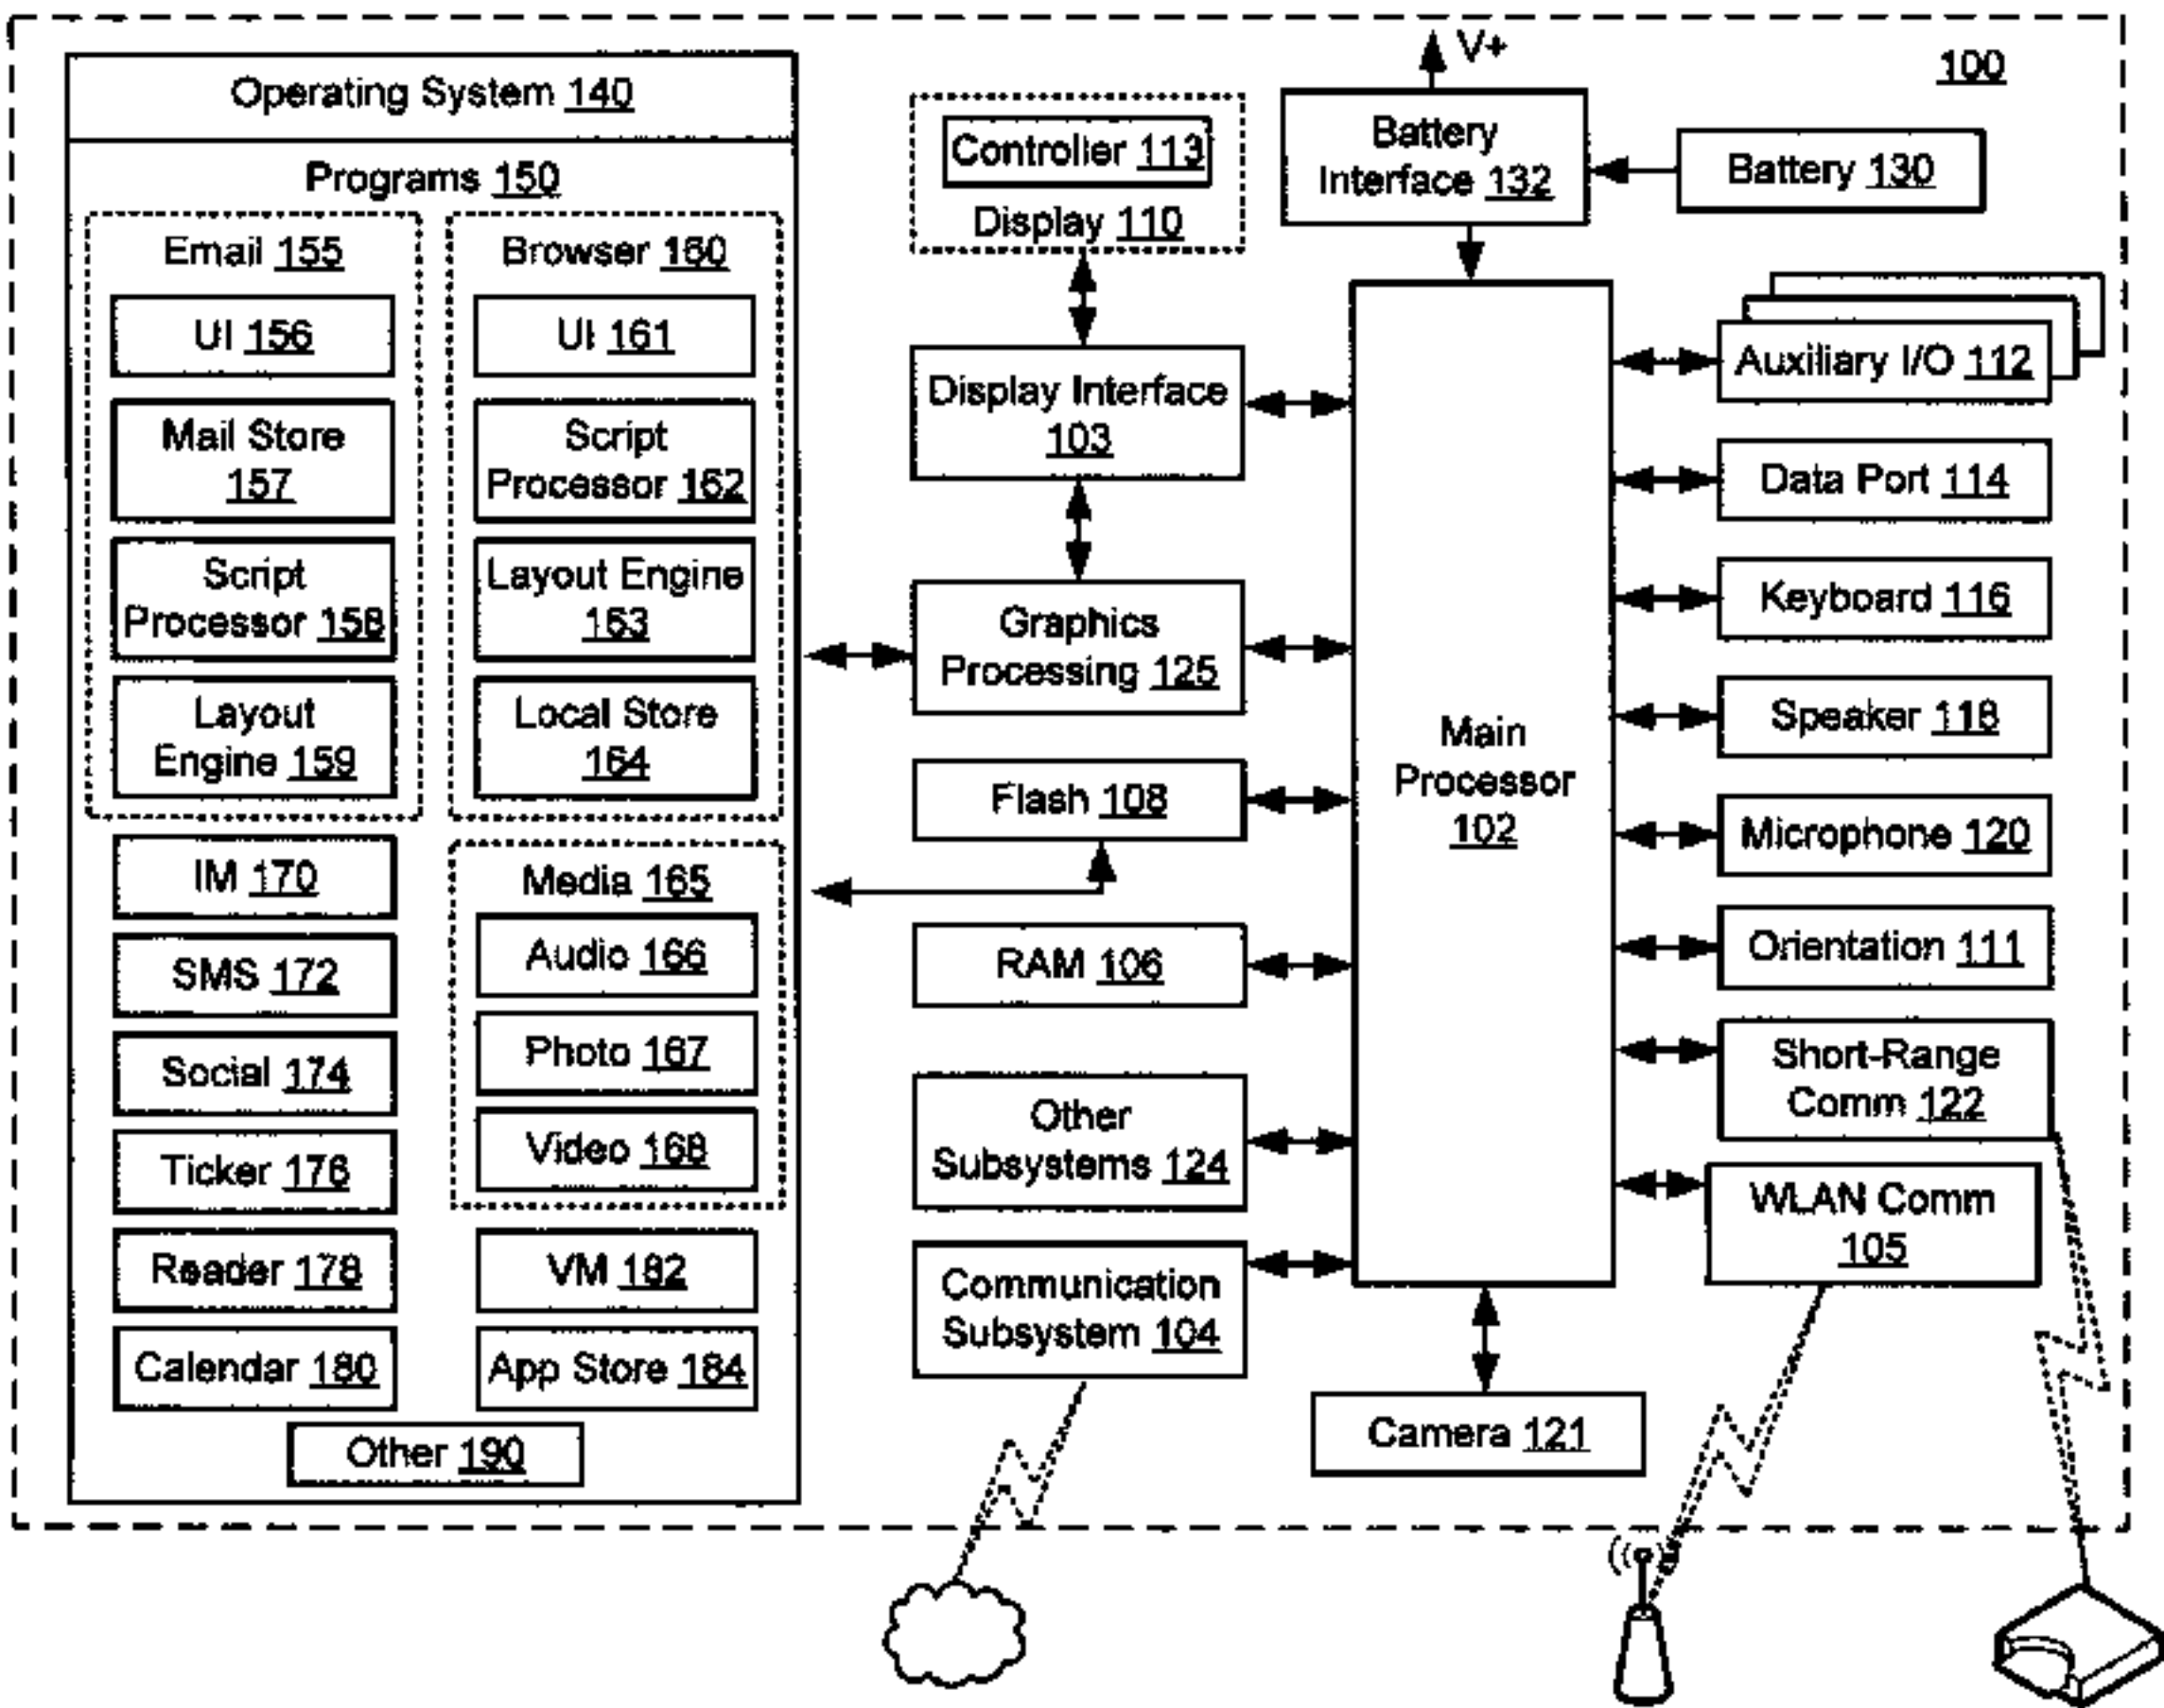 100
Operating System 140
Programs 150
Email 155
UI 156
Mail Store
157
Script
Processor 158
Layout
Engine 159
Browser 160
UI 161
Script
Processor 162
Layout Engine
163
Local Store
164
IM 170
SMS 172
Social 174
Ticker 176
Reader 178
Calendar 180
Media 165
Audio 166
Photo 167
Video 168
VM 182
App Store 184
Other 190
Controller 113
Display 110
Display Interface
103
Graphics
Processing 125
Flash 108
RAM 106
Other
Subsystems 124
Communication
Subsystem 104
V+
Battery
Interface 132
Battery 130
Main
Processor
102
Camera 121
Auxiliary I/O 112
Data Port 114
Keyboard 116
Speaker 118
Microphone 120
Orientation 111
Short-Range
Comm 122
WLAN Comm
105